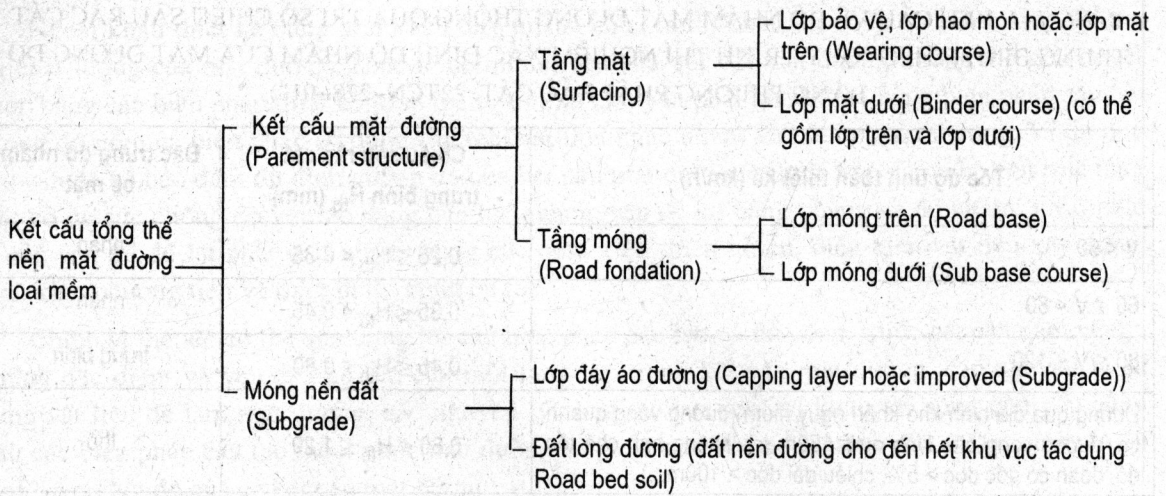 Lớp bảo vệ, lớp hao mòn hoặc lớp mặt
trên (Wearing course)
Tầng mặt
(Surfacing)
Lớp mặt dưới (Binder course) (có thể
gồm lớp trên và lớp dưới)
Kết cấu mặt đường
(Parement structure)
Kết cấu tổng thể
nền mặt đường
loại mềm
Tầng móng
(Road fondation)
Lớp móng trên (Road base)
Lớp móng dưới (Sub base course)
Móng nền đất
(Subgrade)
Lớp đáy áo đường (Capping layer hoặc improved (Subgrade))
Đất lòng đường (đất nền đường cho đến hết khu vực tác dụng
Road bed soil)